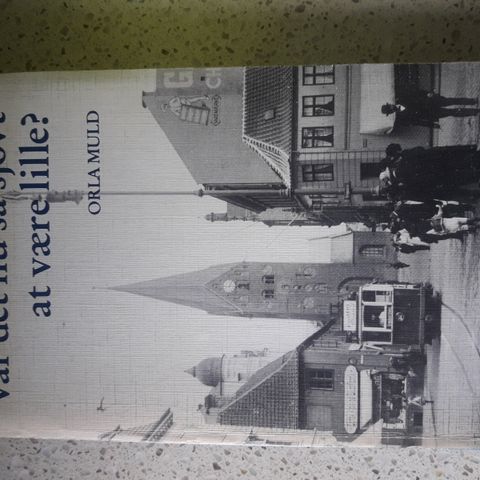 Var det nu så sjovt
at være lille?
ORLA MULD